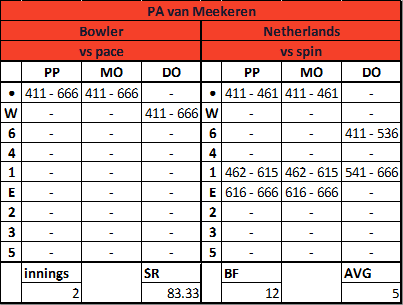 PA van Meekeren
Bowler Netherlands
vs pace vs spin
PP MO DO PP MO DO
• 411 - 666 411 - 666 - 411 - 461 411 - 461 -
W - - 411 - 666 W - - -
6 - - - 6 - - 411 - 536
4 - - - 4 - - -
1 - - - 1 462 - 615 462 - 615 541 - 666
E - - - E 616 - 666 616 - 666 -
2 - - - 2 - - -
3 - - - 3 - - -
5 - - - 5 - - -
innings SR BF AVG
2 83.33 12 5